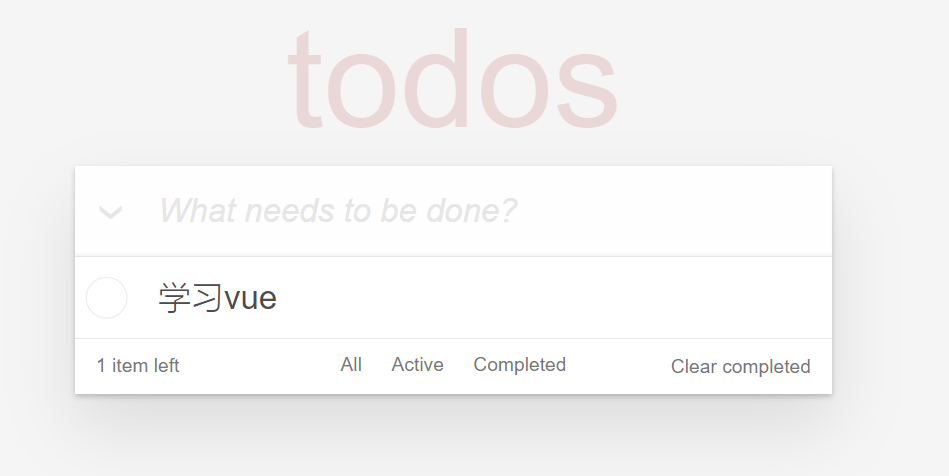 todos
What needs to be done?
学习vue
1 item left All Active Completed Clear completed